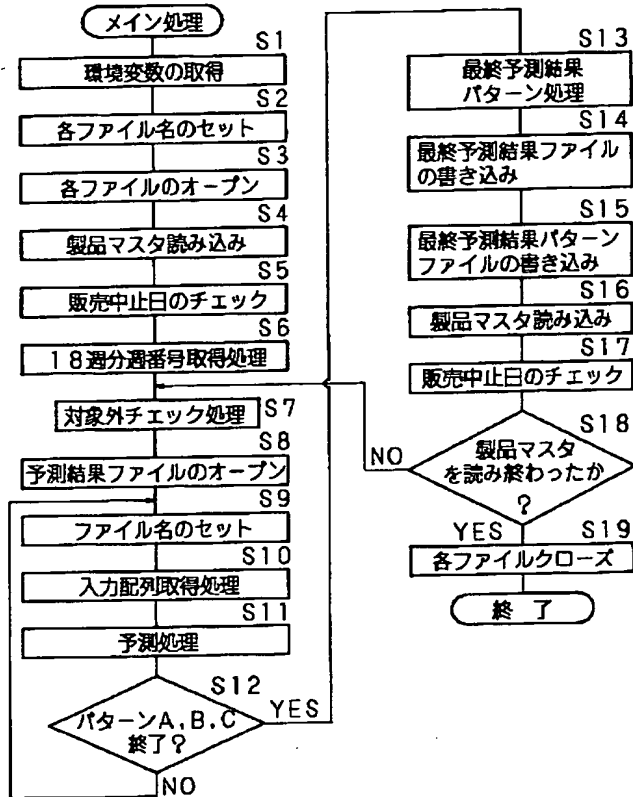 メイン処理
S1
環境変数の取得
S2
各ファイル名のセット
S3
各ファイルのオープン
S4
製品マスタ読み込み
S5
販売中止日のチェック
S6
18週分週番号取得処理
S7
対象外チェック処理
S8
予測結果ファイルのオープン
S9
ファイル名のセット
S10
入力配列取得処理
S11
予測処理
S12
パターンA,B,C
終了?
YES
NO
S13
最終予測結果
パターン処理
S14
最終予測結果ファイル
の書き込み
S15
最終予測結果パターン
ファイルの書き込み
S16
製品マスタ読み込み
S17
販売中止日のチェック
S18
製品マスタ
を読み終わったか
?
NO
YES
S19
各ファイルクローズ
終了